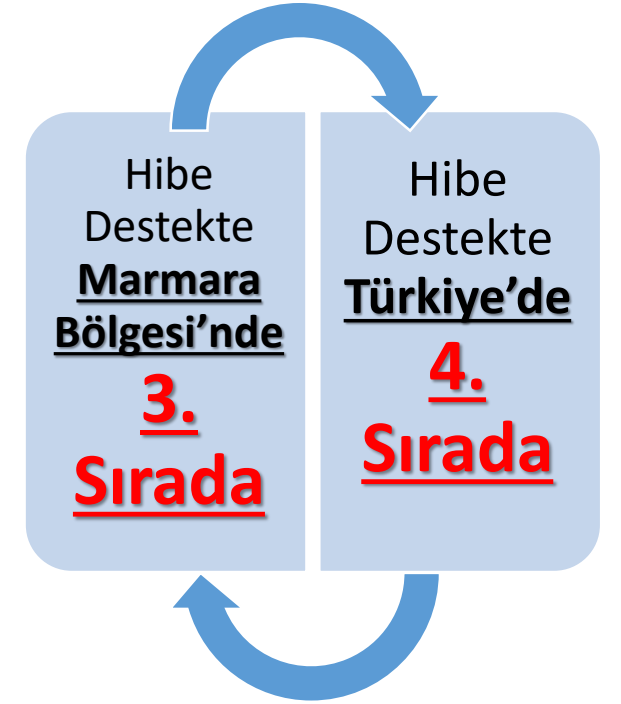 Hibe
Destekte
Marmara
Bölgesi’nde
3.
Sırada
Hibe
Destekte
Türkiye’de
4.
Sırada